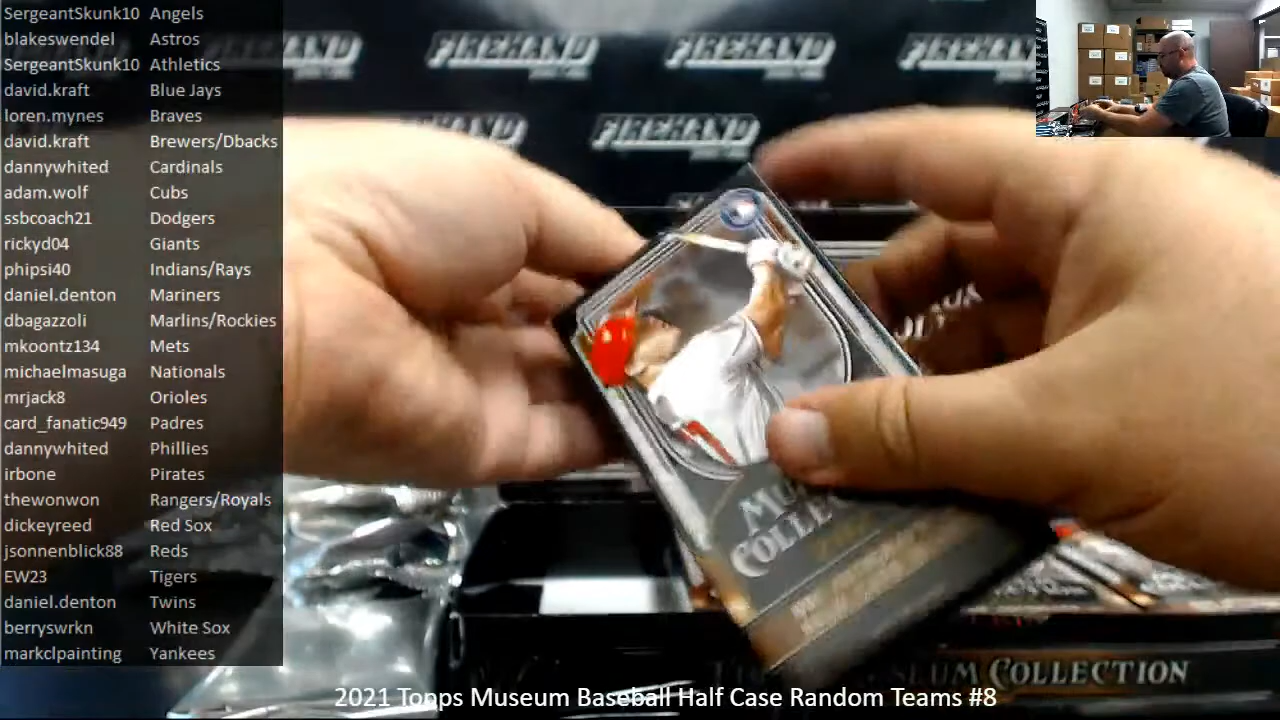 SergeantSkunk10 Angels
blakeswendel Astros
SergeantSkunk10 Athletics
david.kraft Blue Jays
loren.mynes Braves
david.kraft Brewers/Dbacks
dannywhited Cardinals
adam.wolf Cubs
ssbcoach21 Dodgers
rickyd04 Giants
phipsi40 Indians/Rays
daniel.denton Mariners
dbagazzoli Marlins/Rockies
mkoontz134 Mets
michaelmasuga Nationals
mrjack8 Orioles
card_fanatic949 Padres
dannywhited Phillies
irbone Pirates
thewonwon Rangers/Royals
dickeyreed Red Sox
jsonnenblick88 Reds
EW23 Tigers
daniel.denton Twins
berryswrkn White Sox
markclpainting Yankees
FIREHAND FIREHAND FIREHAND FIREHAND
FIREHAND
COLLECTION
2021 Topps Museum Baseball Half Case Random Teams #8